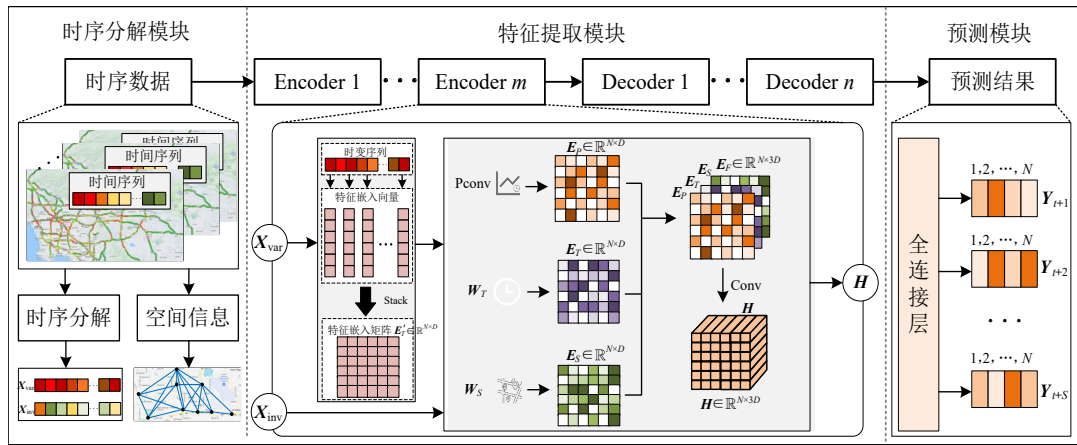 时序分解模块
特征提取模块
预测模块
时序数据
Encoder 1
...
Encoder m
Decoder 1
...
Decoder n
预测结果
时间序列
时间序列
时间序列
时序分解
空间信息
X_var
X_inv
X_var
X_inv
时变序列
特征嵌入向量
Stack
特征嵌入矩阵 E_T'∈ℝ^{N×D}
E_P∈ℝ^{N×D}
Pconv
E_T∈ℝ^{N×D}
W_T
E_S∈ℝ^{N×D}
W_S
E_F∈ℝ^{N×3D}
E_S
E_T
E_P
Conv
H
H∈ℝ^{N×3D}
H
全连接层
1,2, ⋯, N
Y_{t+1}
1,2, ⋯, N
Y_{t+2}
...
1,2, ⋯, N
Y_{t+S}